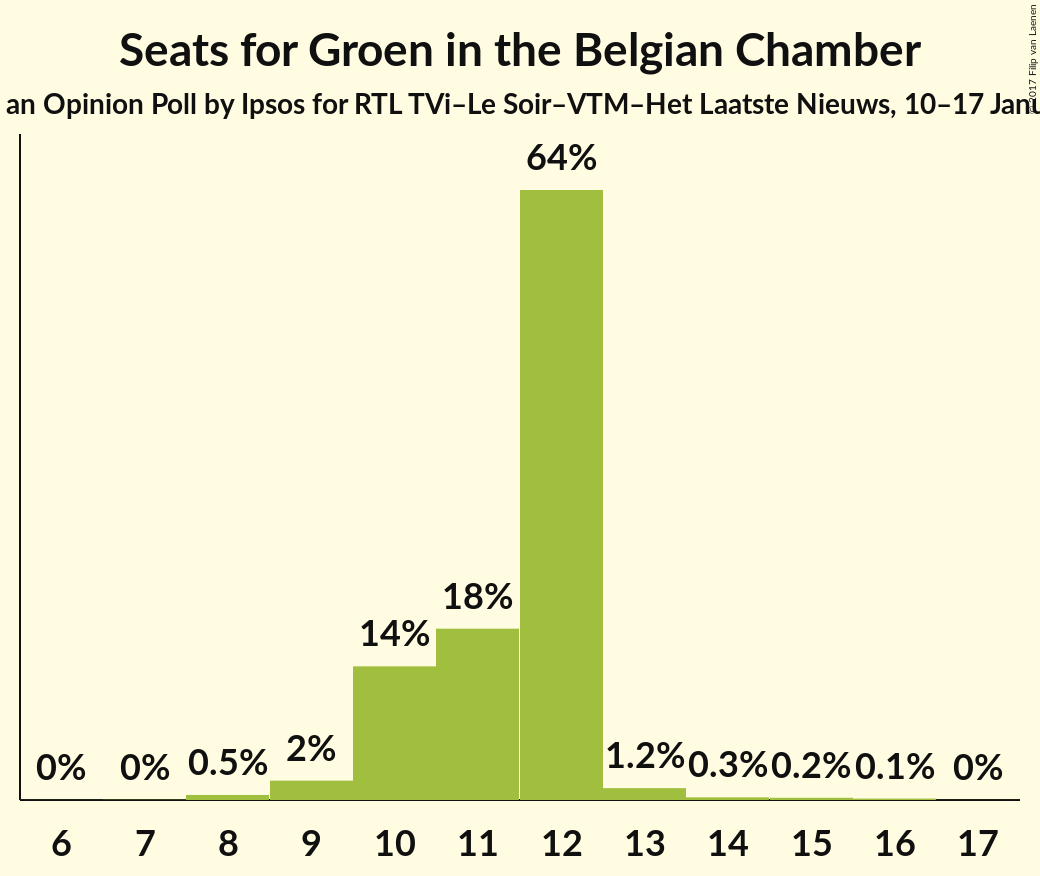 Seats for Groen in the Belgian Chamber
an Opinion Poll by Ipsos for RTL TVi–Le Soir–VTM–Het Laatste Nieuws, 10–17
© 2017 Filip van Laenen
64%
18%
14%
0% 0% 0.5% 2% 1.2% 0.3% 0.2% 0.1% 0%
6 7 8 9 10 11 12 13 14 15 16 17